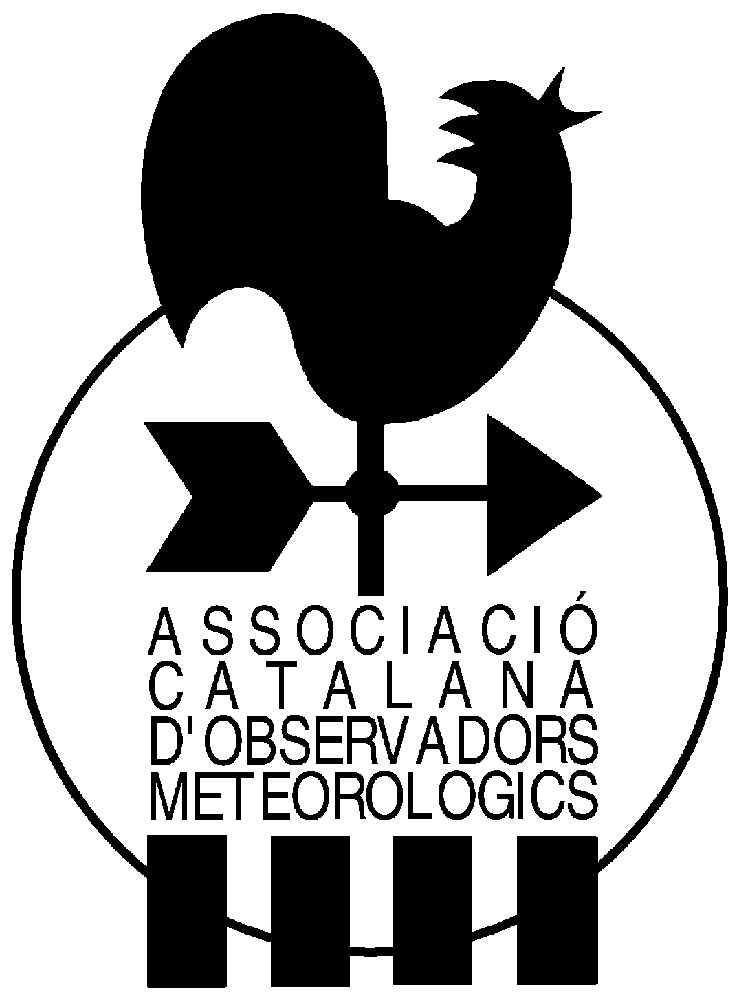 ASSOCIACIÓ
CATALANA
D'OBSERVADORS
METEOROLOGICS